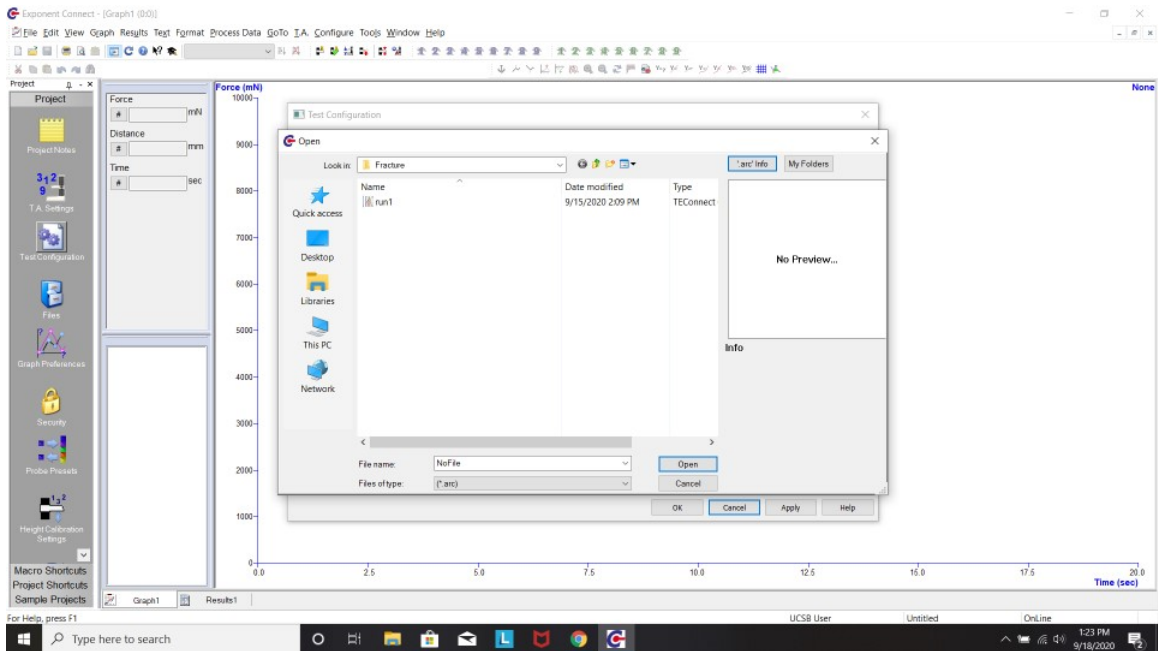 Exponent Connect - [Graph1 (0:0)]
File Edit View Graph Results Text Format Process Data GoTo T.A. Configure Tools Window Help
Project
Project
Project Notes
T.A. Settings
Test Configuration
Files
Graph Preferences
Security
Probe Presets
Height Calibration
Settings
Macro Shortcuts
Project Shortcuts
Sample Projects
Force
# mN
Distance
# mm
Time
# sec
Force (mN)
None
10000
9000
8000
7000
6000
5000
4000
3000
2000
1000
0
0.0 2.5 5.0 7.5 10.0 12.5 15.0 17.5 20.0
Time (sec)
Test Configuration
Open
Look in: Fracture
'.arc' Info My Folders
Quick access
Desktop
Libraries
This PC
Network
Name Date modified Type
run1 9/15/2020 2:09 PM TEConnect
No Preview...
Info
File name: NoFile Open
Files of type: (*.arc) Cancel
OK Cancel Apply Help
Graph1 Results1
For Help, press F1 UCSB User Untitled OnLine
Type here to search
1:23 PM
9/18/2020